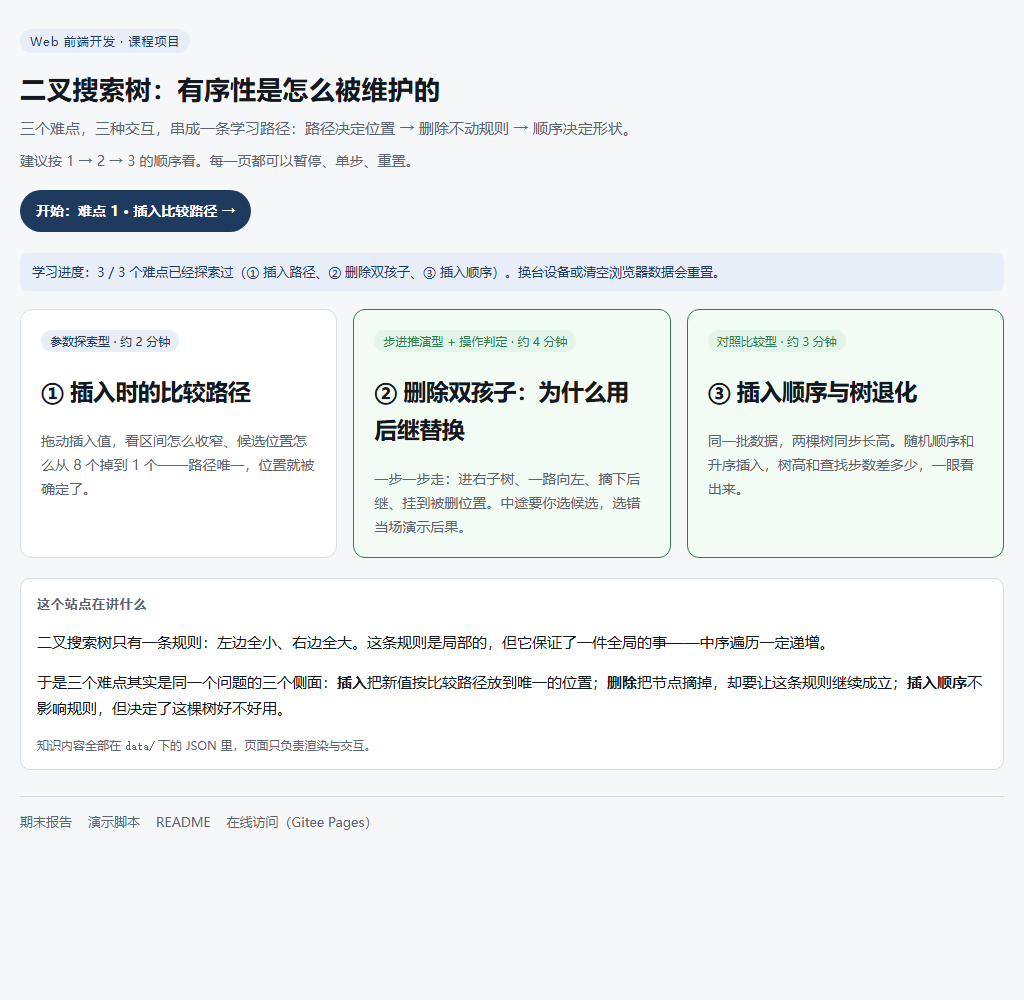 Web 前端开发 · 课程项目
二叉搜索树：有序性是怎么被维护的
三个难点，三种交互，串成一条学习路径：路径决定位置 → 删除不动规则 → 顺序决定形状。
建议按 1 → 2 → 3 的顺序看。每一页都可以暂停、单步、重置。
开始：难点 1 · 插入比较路径 →
学习进度：3 / 3 个难点已经探索过（① 插入路径、② 删除双孩子、③ 插入顺序）。换台设备或清空浏览器数据会重置。
参数探索型 · 约 2 分钟
① 插入时的比较路径
拖动插入值，看区间怎么收窄、候选位置怎
么从 8 个掉到 1 个——路径唯一，位置就被
确定了。
步进推演型 + 操作判定 · 约 4 分钟
② 删除双孩子：为什么用
后继替换
一步一步走：进右子树、一路向左、摘下后
继、挂到被删位置。中途要你选候选，选错
当场演示后果。
对照比较型 · 约 3 分钟
③ 插入顺序与树退化
同一批数据，两棵树同步长高。随机顺序和
升序插入，树高和查找步数差多少，一眼看
出来。
这个站点在讲什么
二叉搜索树只有一条规则：左边全小、右边全大。这条规则是局部的，但它保证了一件全局的事——中序遍历一定递增。
于是三个难点其实是同一个问题的三个侧面：插入把新值按比较路径放到唯一的位置；删除把节点摘掉，却要让这条规则继续成立；插入顺序不
影响规则，但决定了这棵树好不好用。
知识内容全部在 data/ 下的 JSON 里，页面只负责渲染与交互。
期末报告 演示脚本 README 在线访问（Gitee Pages）